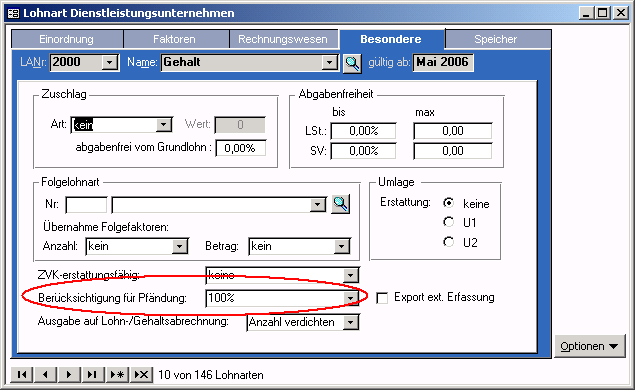 Lohnart Dienstleistungsunternehmen
Einordnung Faktoren Rechnungswesen Besondere Speicher
LANr: 2000 Name: Gehalt gültig ab: Mai 2006
Zuschlag
Art: kein Wert: 0
abgabenfrei vom Grundlohn : 0,00%
Abgabenfreiheit
bis max
LSt.: 0,00% 0,00
SV: 0,00% 0,00
Folgelohnart
Nr:
Übernahme Folgefaktoren:
Anzahl: kein Betrag: kein
Umlage
Erstattung: keine
U1
U2
ZVK-erstattungsfähig: keine
Berücksichtigung für Pfändung: 100% Export ext. Erfassung
Ausgabe auf Lohn-/Gehaltsabrechnung: Anzahl verdichten
Optionen
10 von 146 Lohnarten